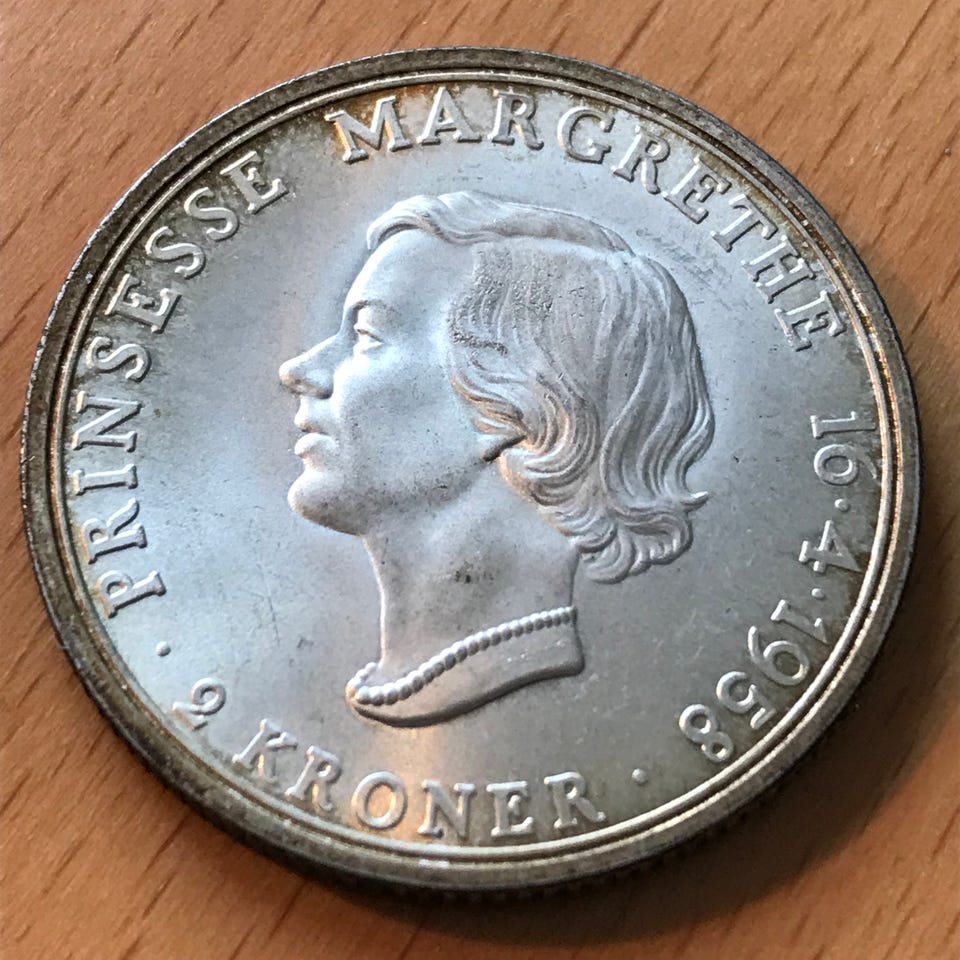 PRINSESSE MARGRETHE 16·4·1958
· 2 KRONER ·